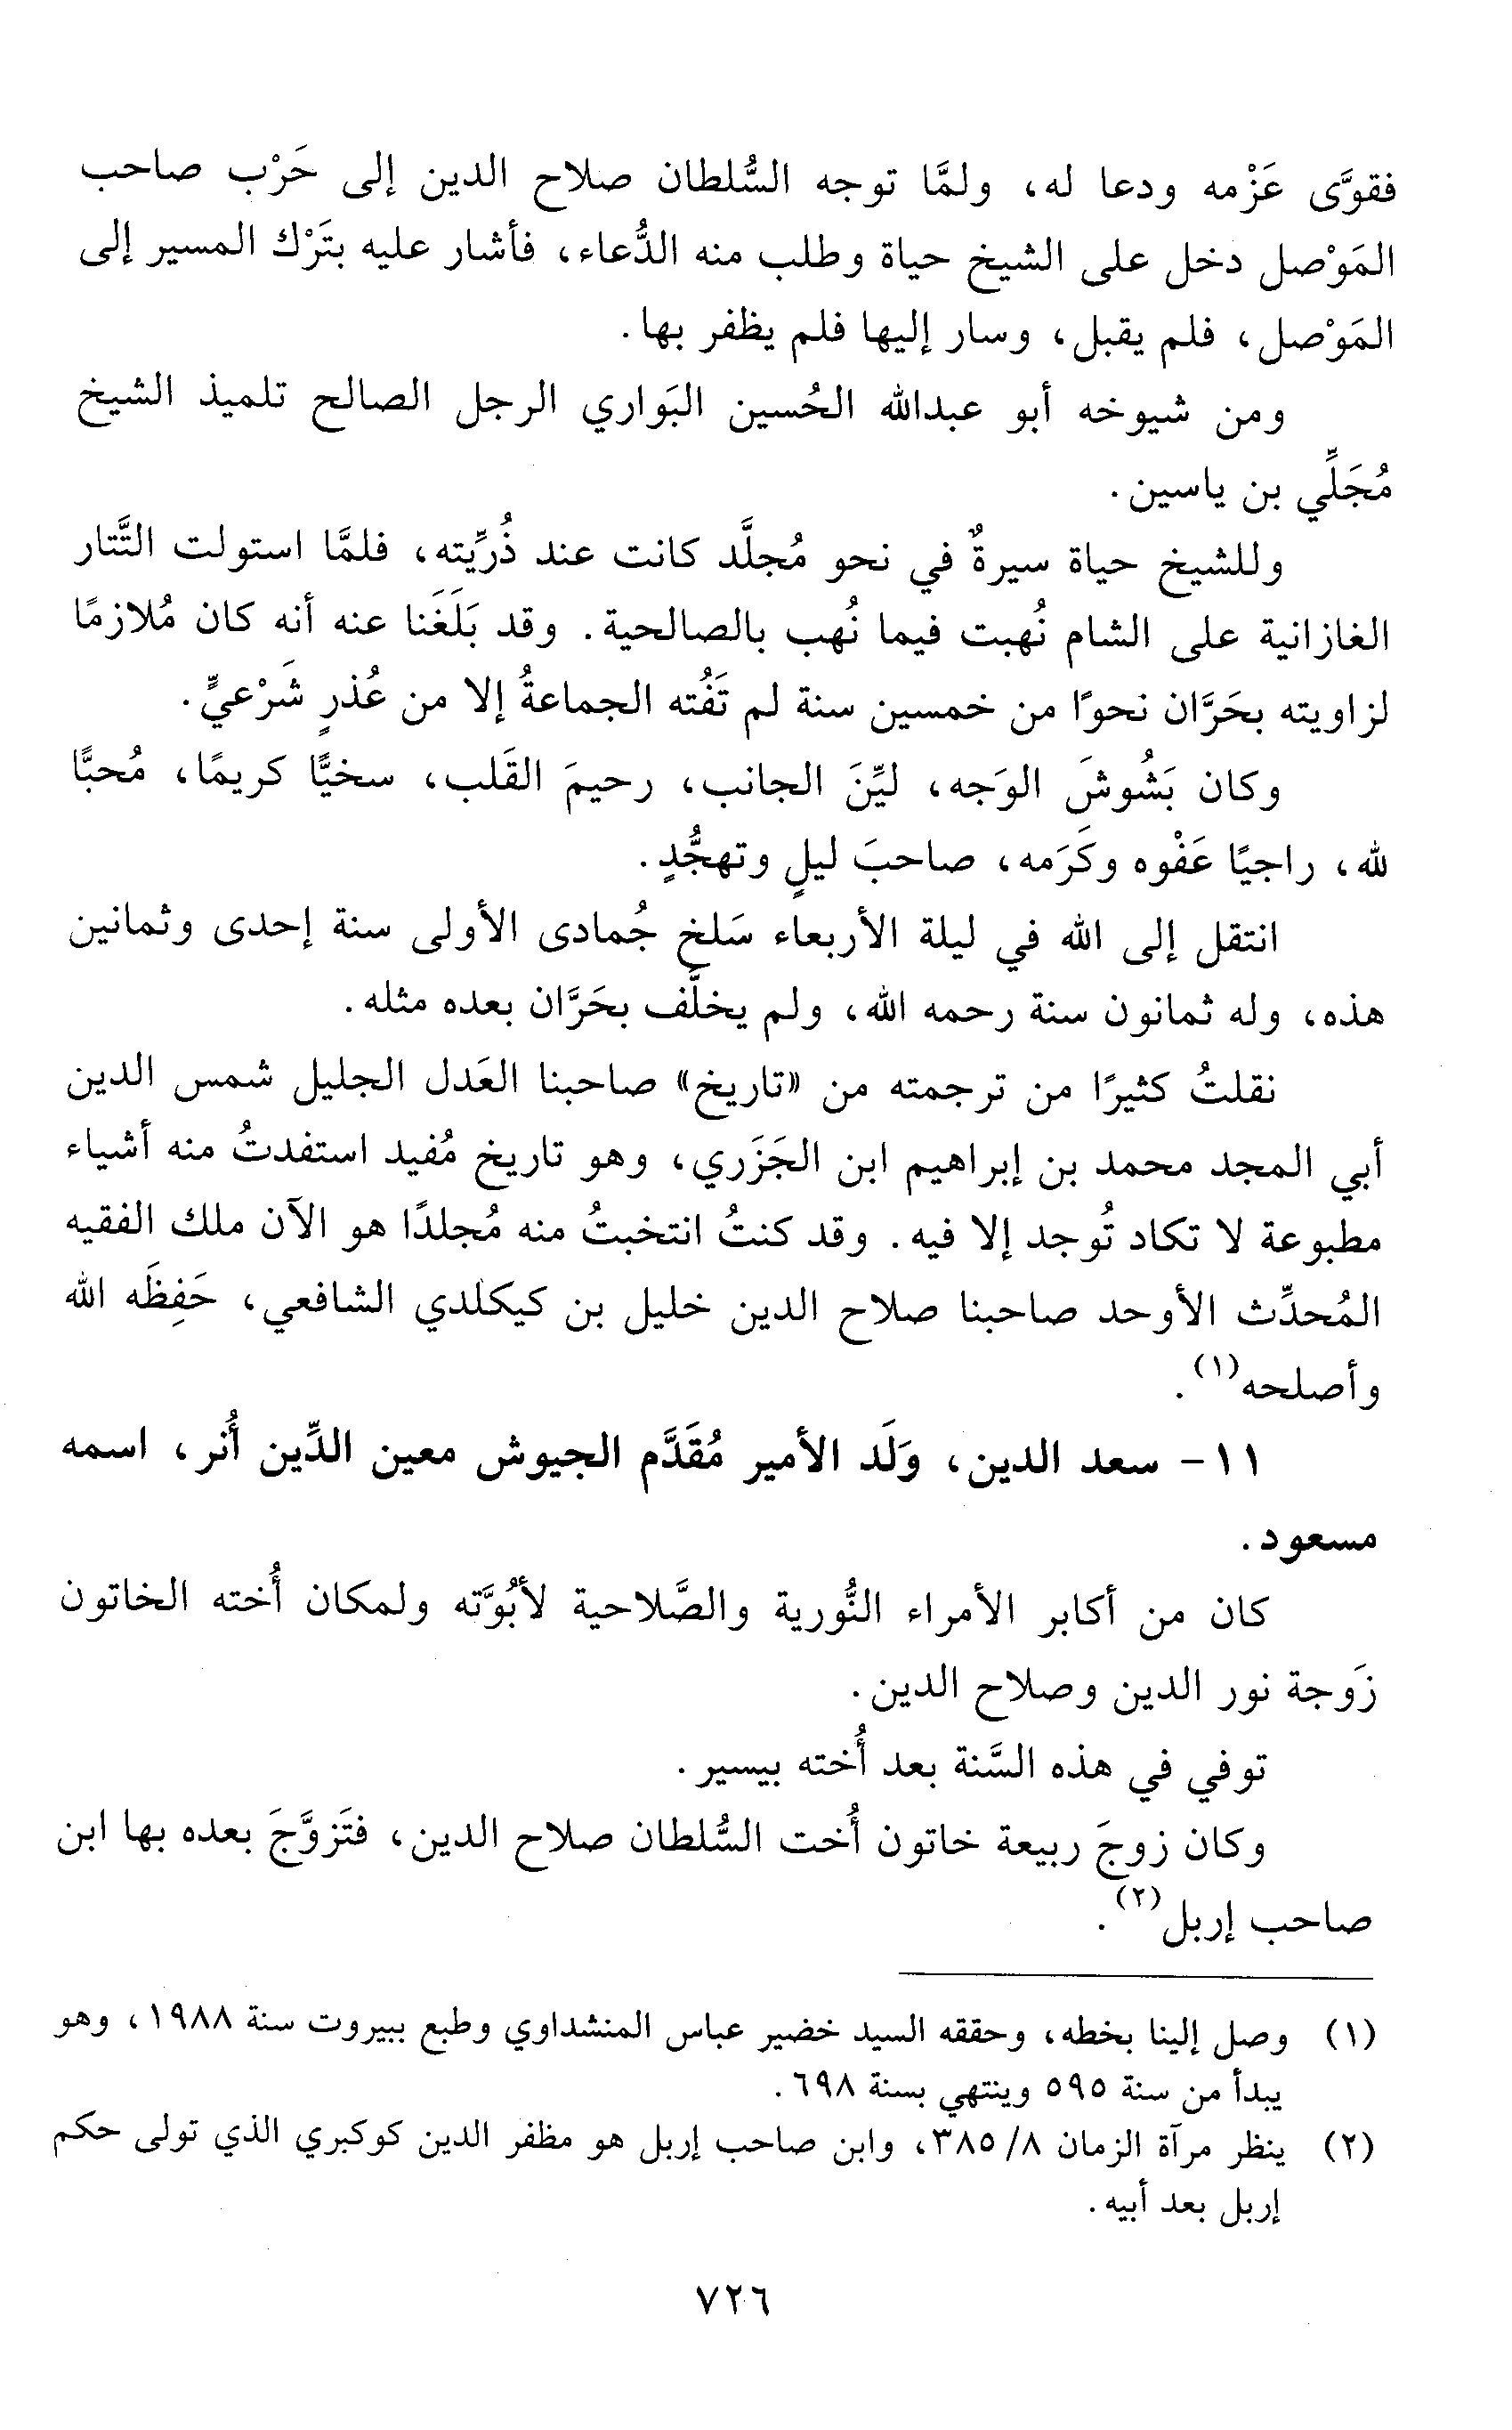 فقوَّى عَزْمه ودعا له، ولمَّا توجه السُّلطان صلاح الدين إلى حَرْب صاحب
المَوْصل دخل على الشيخ حياة وطلب منه الدُّعاء، فأشار عليه بتَرْك المسير إلى
المَوْصل، فلم يقبل، وسار إليها فلم يظفر بها.
ومن شيوخه أبو عبدالله الحُسين البَواري الرجل الصالح تلميذ الشيخ
مُجَلِّي بن ياسين.
وللشيخ حياة سيرةٌ في نحو مُجلَّد كانت عند ذُرِّيته، فلمَّا استولت التَّتار
الغازانية على الشام نُهبت فيما نُهب بالصالحية. وقد بَلَغَنا عنه أنه كان مُلازمًا
لزاويته بحَرَّان نحوًا من خمسين سنة لم تَفُته الجماعةُ إلا من عُذرٍ شَرْعيٍّ.
وكان بَشُوشَ الوَجه، ليِّنَ الجانب، رحيمَ القَلب، سخيًّا كريمًا، مُحبًّا
لله، راجيًا عَفْوه وكَرَمه، صاحبَ ليلٍ وتهجُّدٍ.
انتقل إلى الله في ليلة الأربعاء سَلخ جُمادى الأولى سنة إحدى وثمانين
هذه، وله ثمانون سنة رحمه الله، ولم يخلَّف بحَرَّان بعده مثله.
نقلتُ كثيرًا من ترجمته من «تاريخ» صاحبنا العَدل الجليل شمس الدين
أبي المجد محمد بن إبراهيم ابن الجَزَري، وهو تاريخ مُفيد استفدتُ منه أشياء
مطبوعة لا تكاد تُوجد إلا فيه. وقد كنتُ انتخبتُ منه مُجلدًا هو الآن ملك الفقيه
المُحدِّث الأوحد صاحبنا صلاح الدين خليل بن كيكلدي الشافعي، حَفِظَه الله
وأصلحه(١).
١١- سعد الدين، وَلَد الأمير مُقَدَّم الجيوش معين الدِّين أُنر، اسمه
مسعود.
كان من أكابر الأمراء النُّورية والصَّلاحية لأبُوَّته ولمكان أُخته الخاتون
زَوجة نور الدين وصلاح الدين.
توفي في هذه السَّنة بعد أُخته بيسير.
وكان زوجَ ربيعة خاتون أُخت السُّلطان صلاح الدين، فتَزوَّجَ بعده بها ابن
صاحب إربل(٢).
(١) وصل إلينا بخطه، وحققه السيد خضير عباس المنشداوي وطبع ببيروت سنة ١٩٨٨، وهو
يبدأ من سنة ٥٩٥ وينتهي بسنة ٦٩٨.
(٢) ينظر مرآة الزمان ٨/ ٣٨٥، وابن صاحب إربل هو مظفر الدين كوكبري الذي تولى حكم
إربل بعد أبيه.
٧٢٦